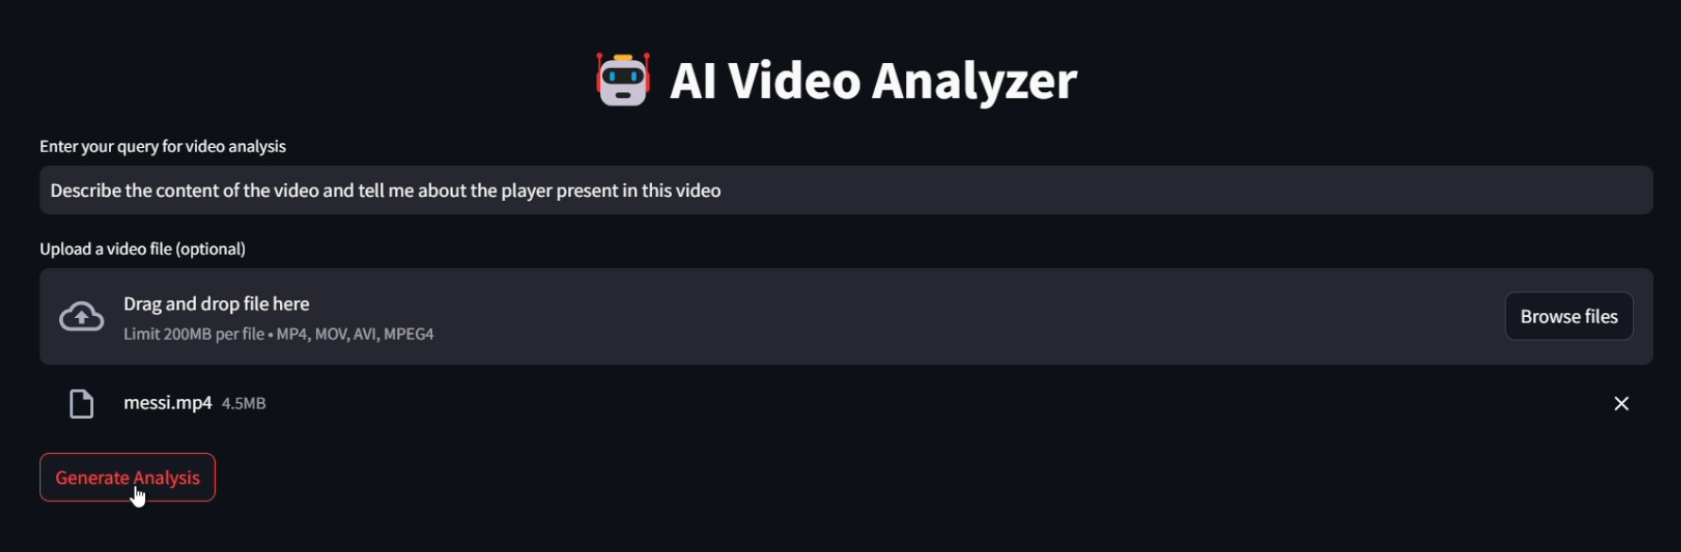 AI Video Analyzer
Enter your query for video analysis
Describe the content of the video and tell me about the player present in this video
Upload a video file (optional)
Drag and drop file here
Limit 200MB per file • MP4, MOV, AVI, MPEG4
Browse files
messi.mp4 4.5MB
Generate Analysis